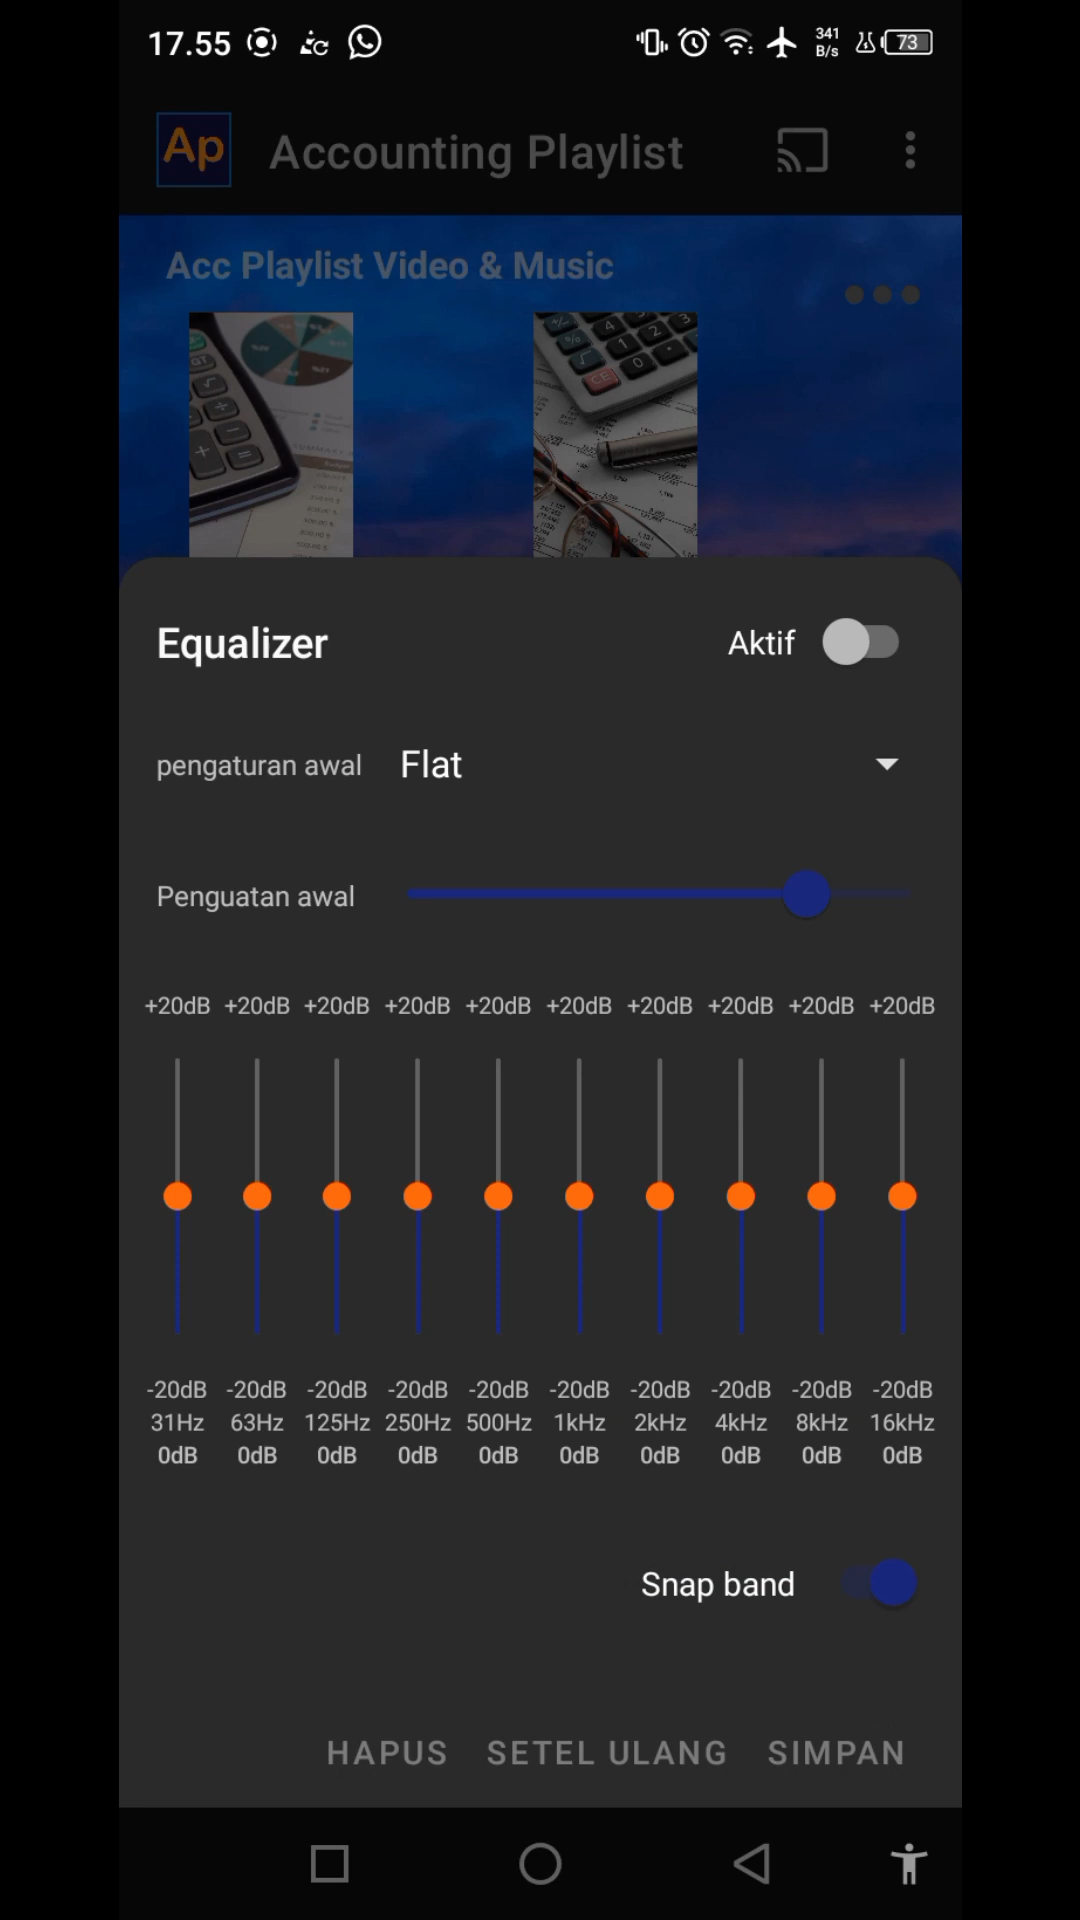 17.55 341 B/s 73
Ap Accounting Playlist
Acc Playlist Video & Music
Equalizer Aktif
pengaturan awal Flat
Penguatan awal
+20dB +20dB +20dB +20dB +20dB +20dB +20dB +20dB +20dB +20dB
-20dB -20dB -20dB -20dB -20dB -20dB -20dB -20dB -20dB -20dB
31Hz 63Hz 125Hz 250Hz 500Hz 1kHz 2kHz 4kHz 8kHz 16kHz
0dB 0dB 0dB 0dB 0dB 0dB 0dB 0dB 0dB 0dB
Snap band
HAPUS SETEL ULANG SIMPAN